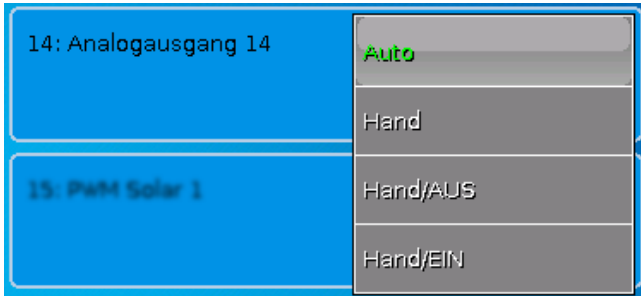 14: Analogausgang 14
Auto
Hand
15: PWM Solar 1
Hand/AUS
Hand/EIN